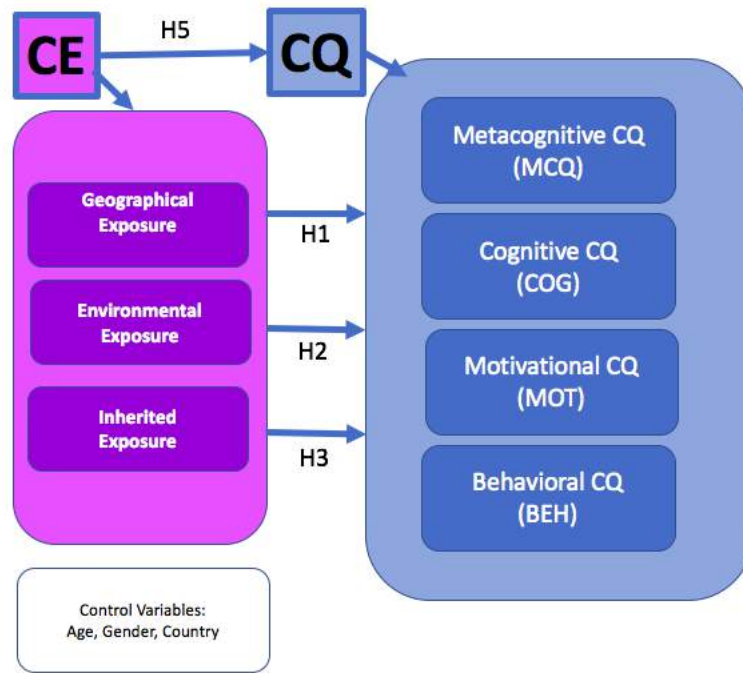 H5
CE
CQ
Geographical
Exposure
Environmental
Exposure
Inherited
Exposure
H1
H2
H3
Metacognitive CQ
(MCQ)
Cognitive CQ
(COG)
Motivational CQ
(MOT)
Behavioral CQ
(BEH)
Control Variables:
Age, Gender, Country